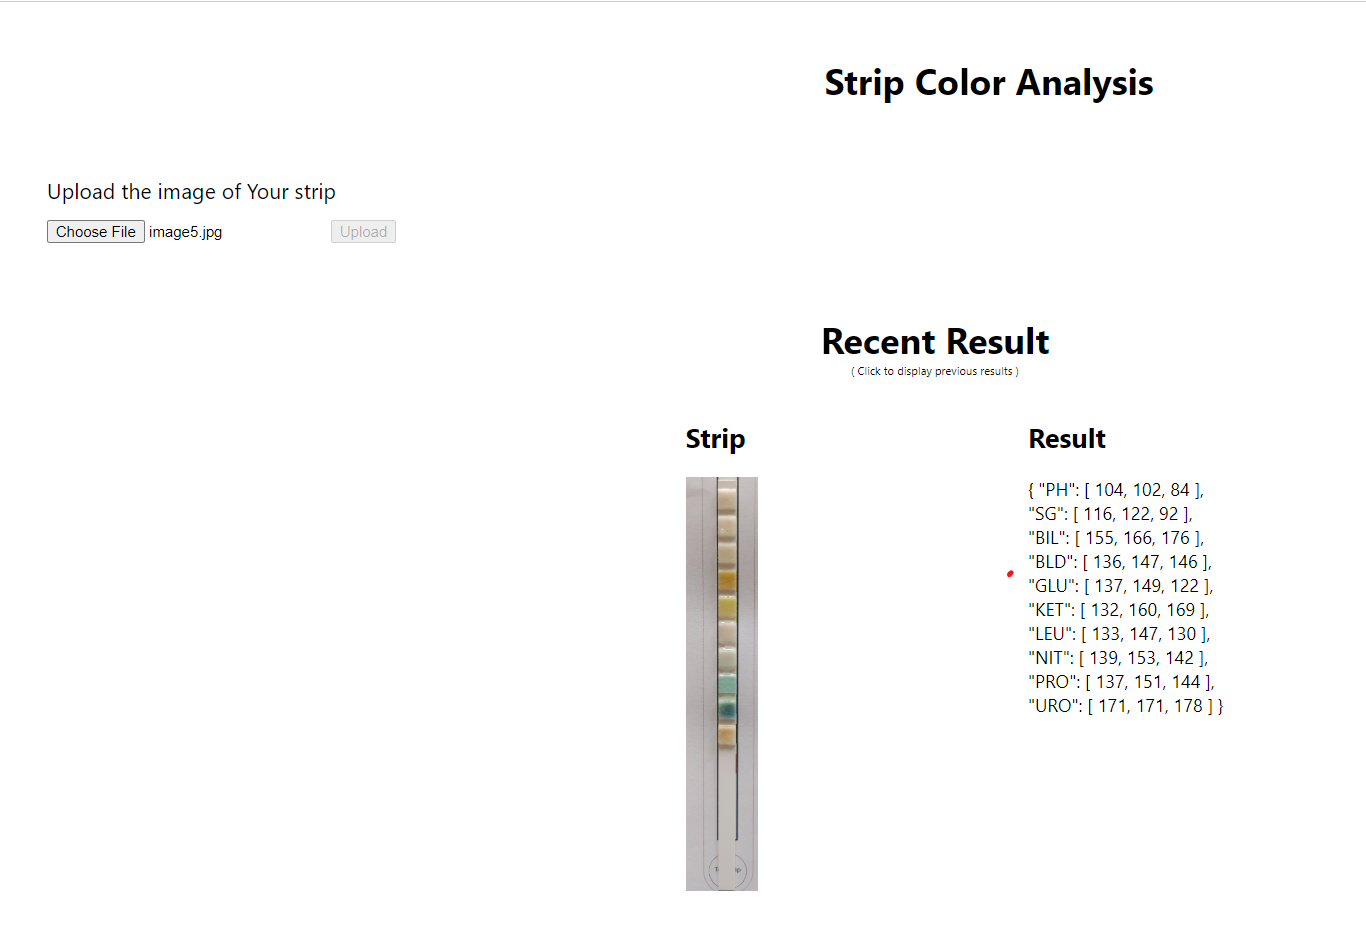 Strip Color Analysis
Upload the image of Your strip
Choose File image5.jpg Upload
Recent Result
( Click to display previous results )
Strip
Result
{ "PH": [ 104, 102, 84 ],
"SG": [ 116, 122, 92 ],
"BIL": [ 155, 166, 176 ],
"BLD": [ 136, 147, 146 ],
"GLU": [ 137, 149, 122 ],
"KET": [ 132, 160, 169 ],
"LEU": [ 133, 147, 130 ],
"NIT": [ 139, 153, 142 ],
"PRO": [ 137, 151, 144 ],
"URO": [ 171, 171, 178 ] }